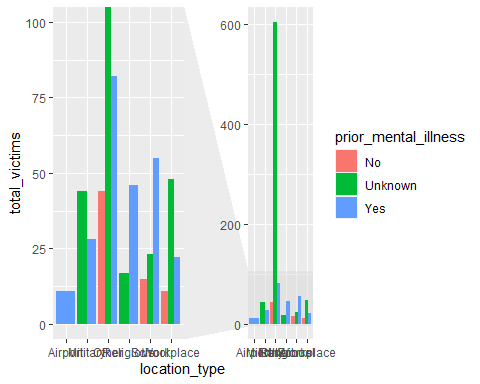 100
75
50
25
0
total_victims
Airport Military Other Religious School Workplace
location_type
600
400
200
0
prior_mental_illness
No
Unknown
Yes